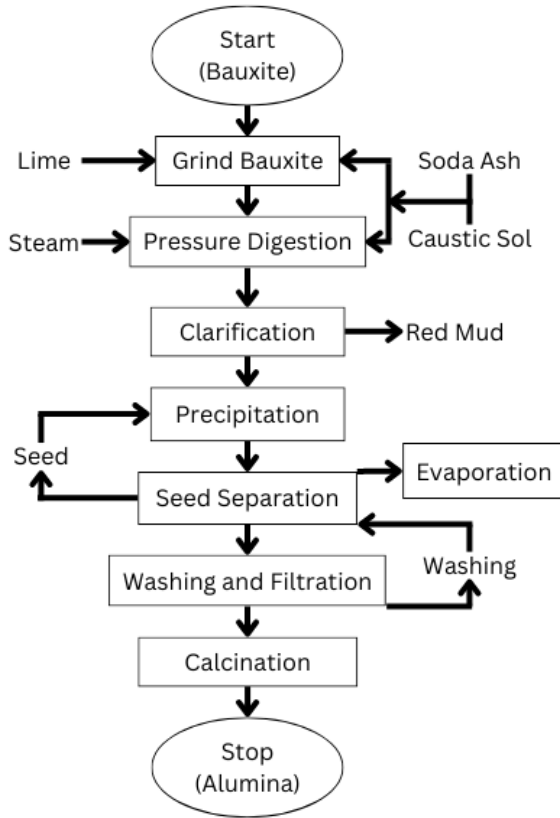 Start
(Bauxite)
Lime
Grind Bauxite
Soda Ash
Steam
Pressure Digestion
Caustic Sol
Clarification
Red Mud
Precipitation
Seed
Seed Separation
Evaporation
Washing and Filtration
Washing
Calcination
Stop
(Alumina)